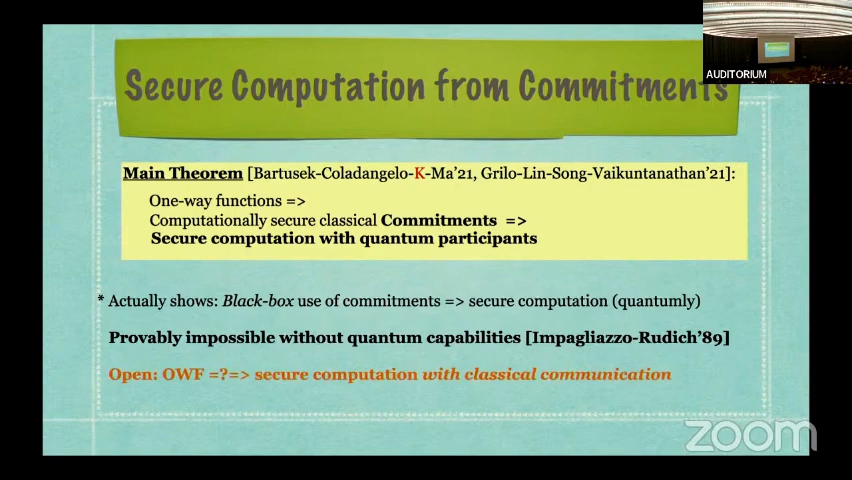 Secure Computation from Commitments
AUDITORIUM
Main Theorem [Bartusek-Coladangelo-K-Ma'21, Grilo-Lin-Song-Vaikuntanathan'21]:
One-way functions =>
Computationally secure classical Commitments =>
Secure computation with quantum participants
* Actually shows: Black-box use of commitments => secure computation (quantumly)
Provably impossible without quantum capabilities [Impagliazzo-Rudich'89]
Open: OWF =?=> secure computation with classical communication
zoom